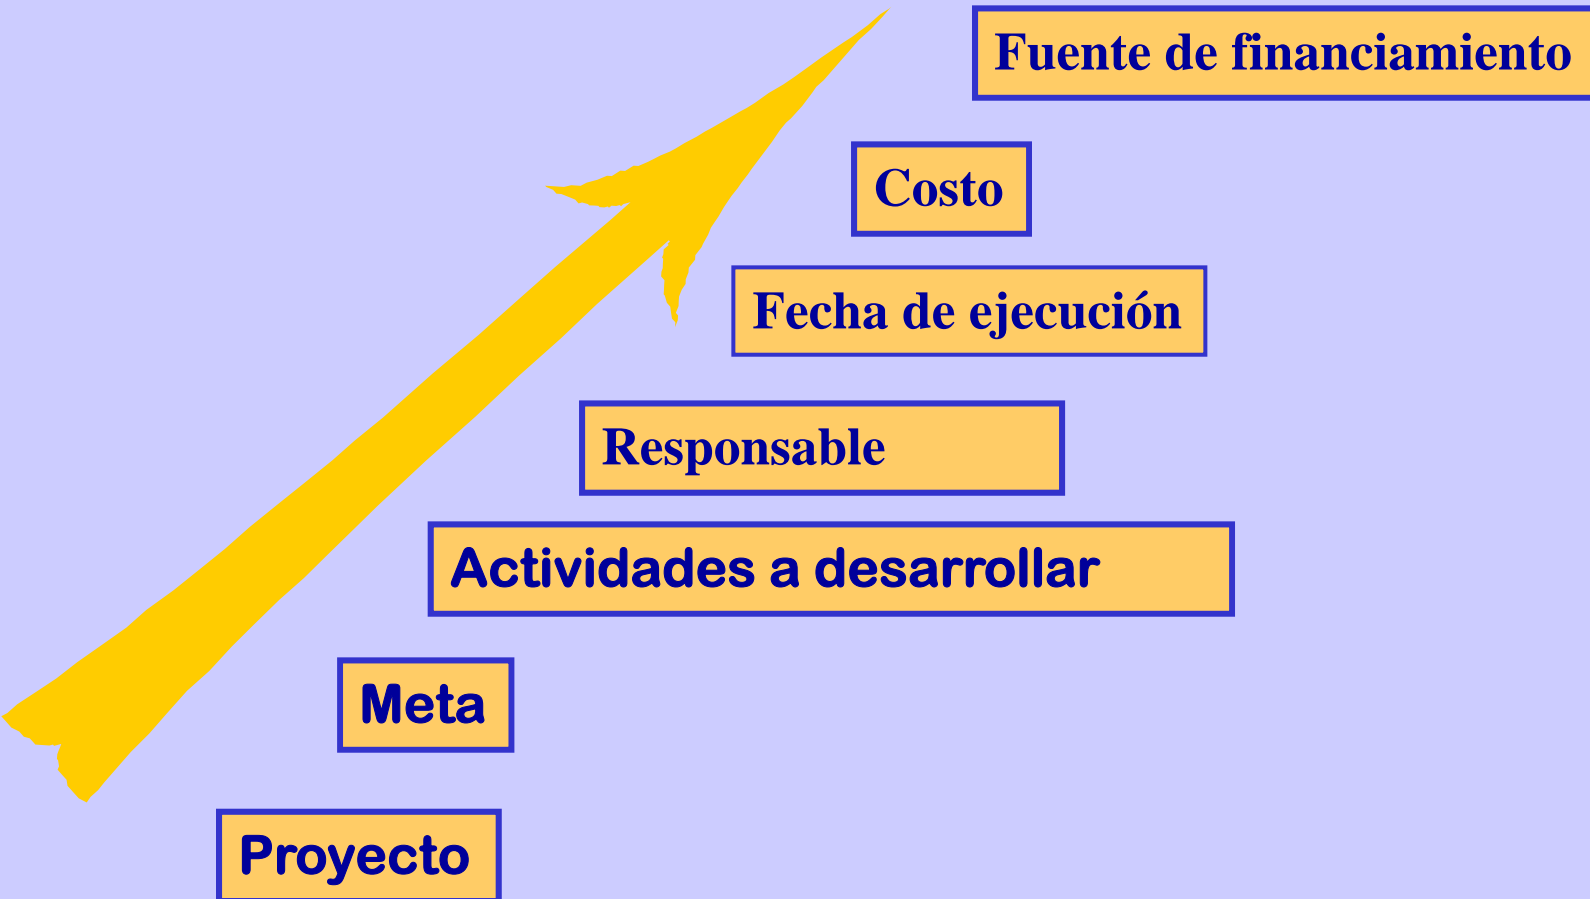 Fuente de financiamiento
Costo
Fecha de ejecución
Responsable
Actividades a desarrollar
Meta
Proyecto